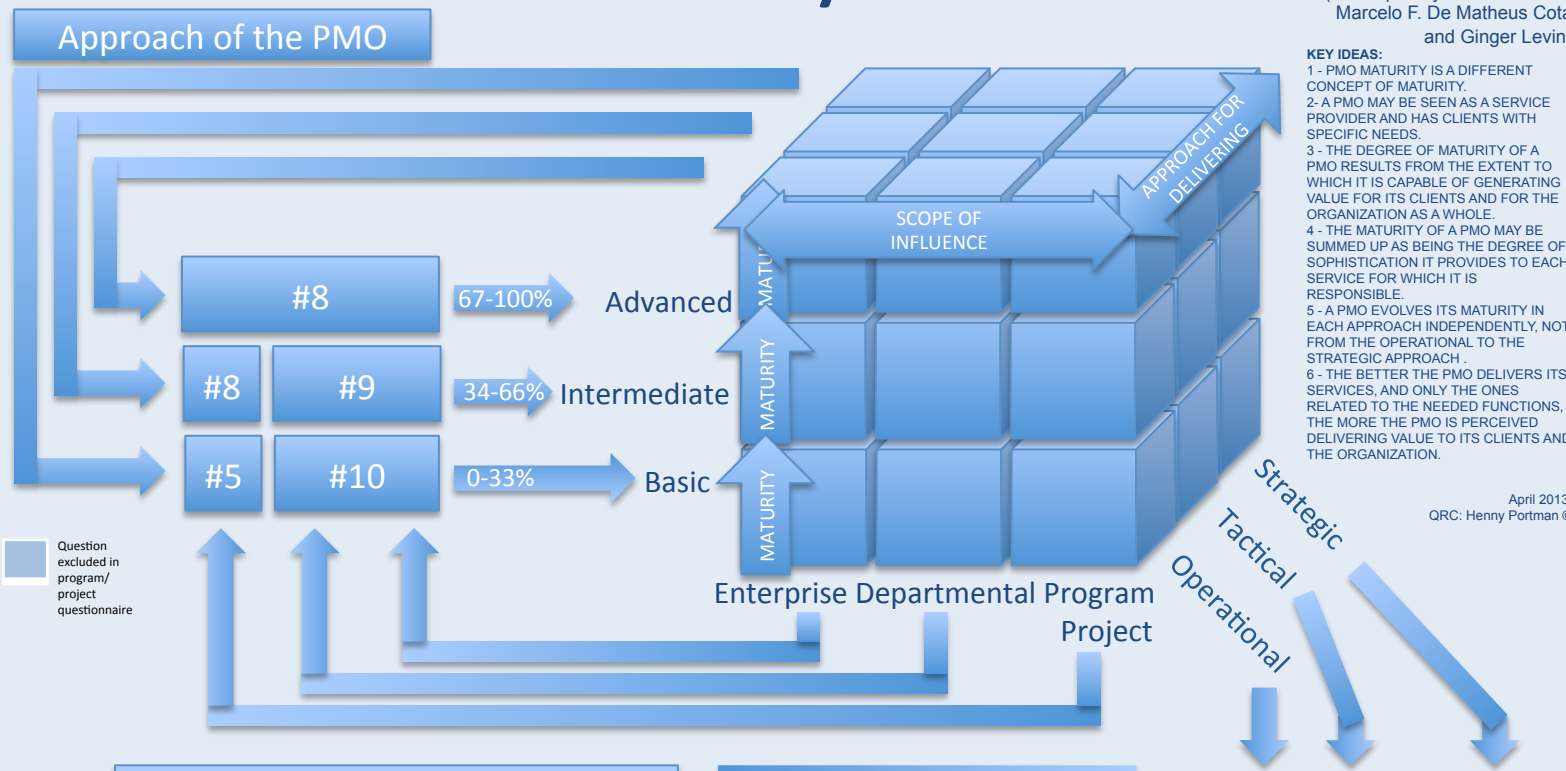 Approach of the PMO
Marcelo F. De Matheus Cota
and Ginger Levin
KEY IDEAS:
1 - PMO MATURITY IS A DIFFERENT
CONCEPT OF MATURITY.
2- A PMO MAY BE SEEN AS A SERVICE
PROVIDER AND HAS CLIENTS WITH
SPECIFIC NEEDS.
3 - THE DEGREE OF MATURITY OF A
PMO RESULTS FROM THE EXTENT TO
WHICH IT IS CAPABLE OF GENERATING
VALUE FOR ITS CLIENTS AND FOR THE
ORGANIZATION AS A WHOLE.
4 - THE MATURITY OF A PMO MAY BE
SUMMED UP AS BEING THE DEGREE OF
SOPHISTICATION IT PROVIDES TO EACH
SERVICE FOR WHICH IT IS
RESPONSIBLE.
5 - A PMO EVOLVES ITS MATURITY IN
EACH APPROACH INDEPENDENTLY, NOT
FROM THE OPERATIONAL TO THE
STRATEGIC APPROACH .
6 - THE BETTER THE PMO DELIVERS ITS
SERVICES, AND ONLY THE ONES
RELATED TO THE NEEDED FUNCTIONS,
THE MORE THE PMO IS PERCEIVED
DELIVERING VALUE TO ITS CLIENTS AND
THE ORGANIZATION.
April 2013
QRC: Henny Portman ©
APPROACH FOR
DELIVERING
SCOPE OF
INFLUENCE
#8
67-100%
Advanced
MATU
#8
#9
34-66%
Intermediate
MATURITY
#5
#10
0-33%
Basic
MATURITY
Question
excluded in
program/
project
questionnaire
Enterprise Departmental Program
Project
Strategic
Tactical
Operational